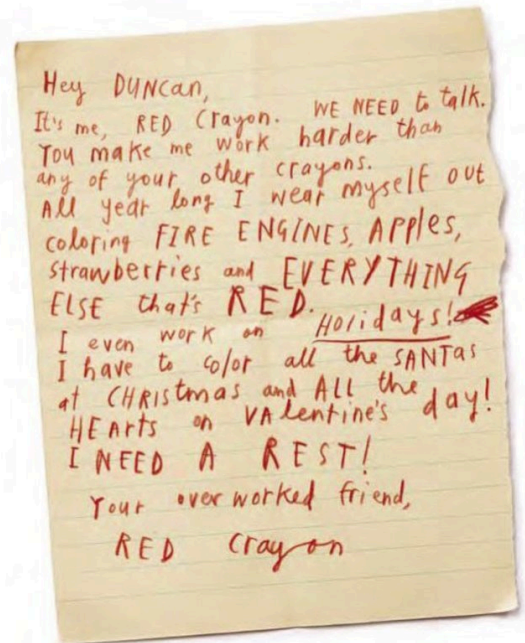 Hey DUNCan,
It's me, RED Crayon. WE NEED to talk.
You make me work harder than
any of your other crayons.
All year long I wear myself out
coloring FIRE ENGINES, APPles,
strawberries and EVERYTHING
ELSE that's RED.
I even work on Holidays!
I have to color all the SANTas
at CHRIStmas and All the
HEArts on VAlentine's day!
I NEED A REST!
Your over worked friend,
RED Crayon